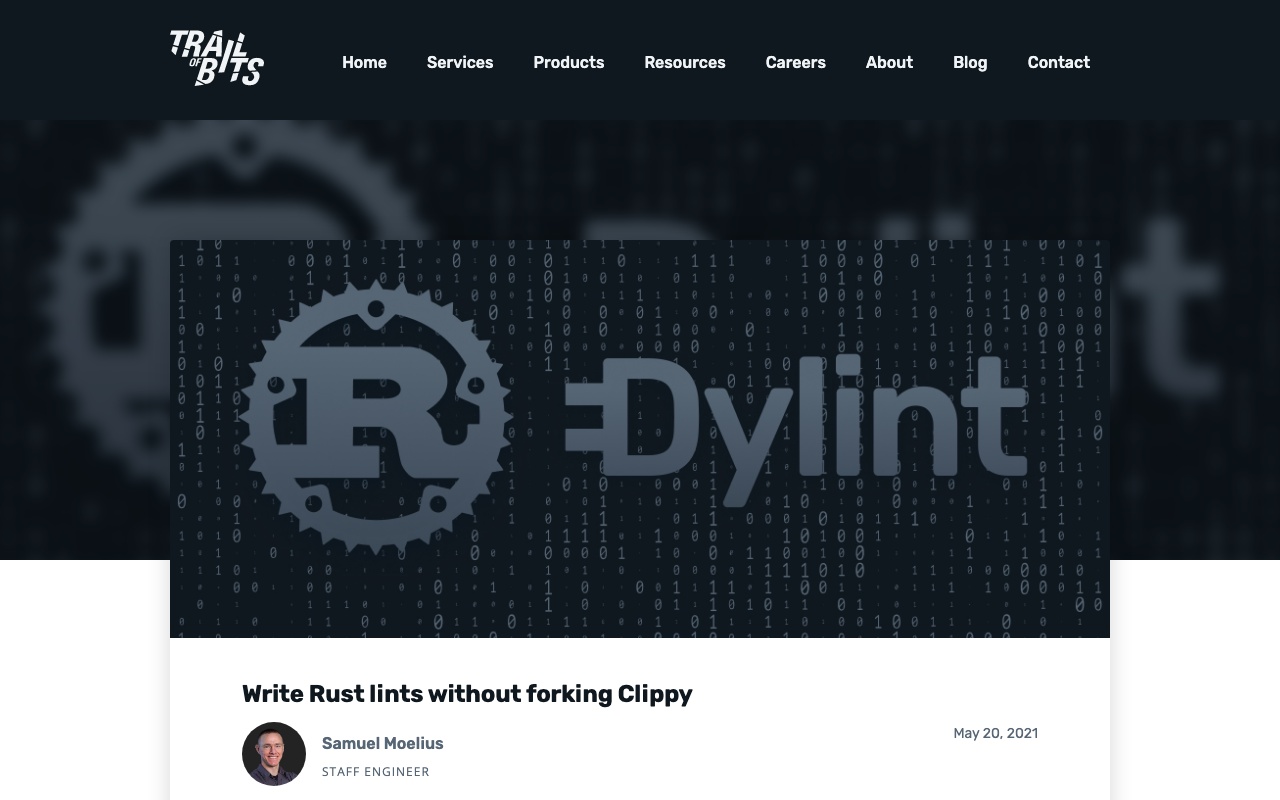 TRAIL
OF
BITS
Home Services Products Resources Careers About Blog Contact
R Dylint
Write Rust lints without forking Clippy
Samuel Moelius
May 20, 2021
STAFF ENGINEER